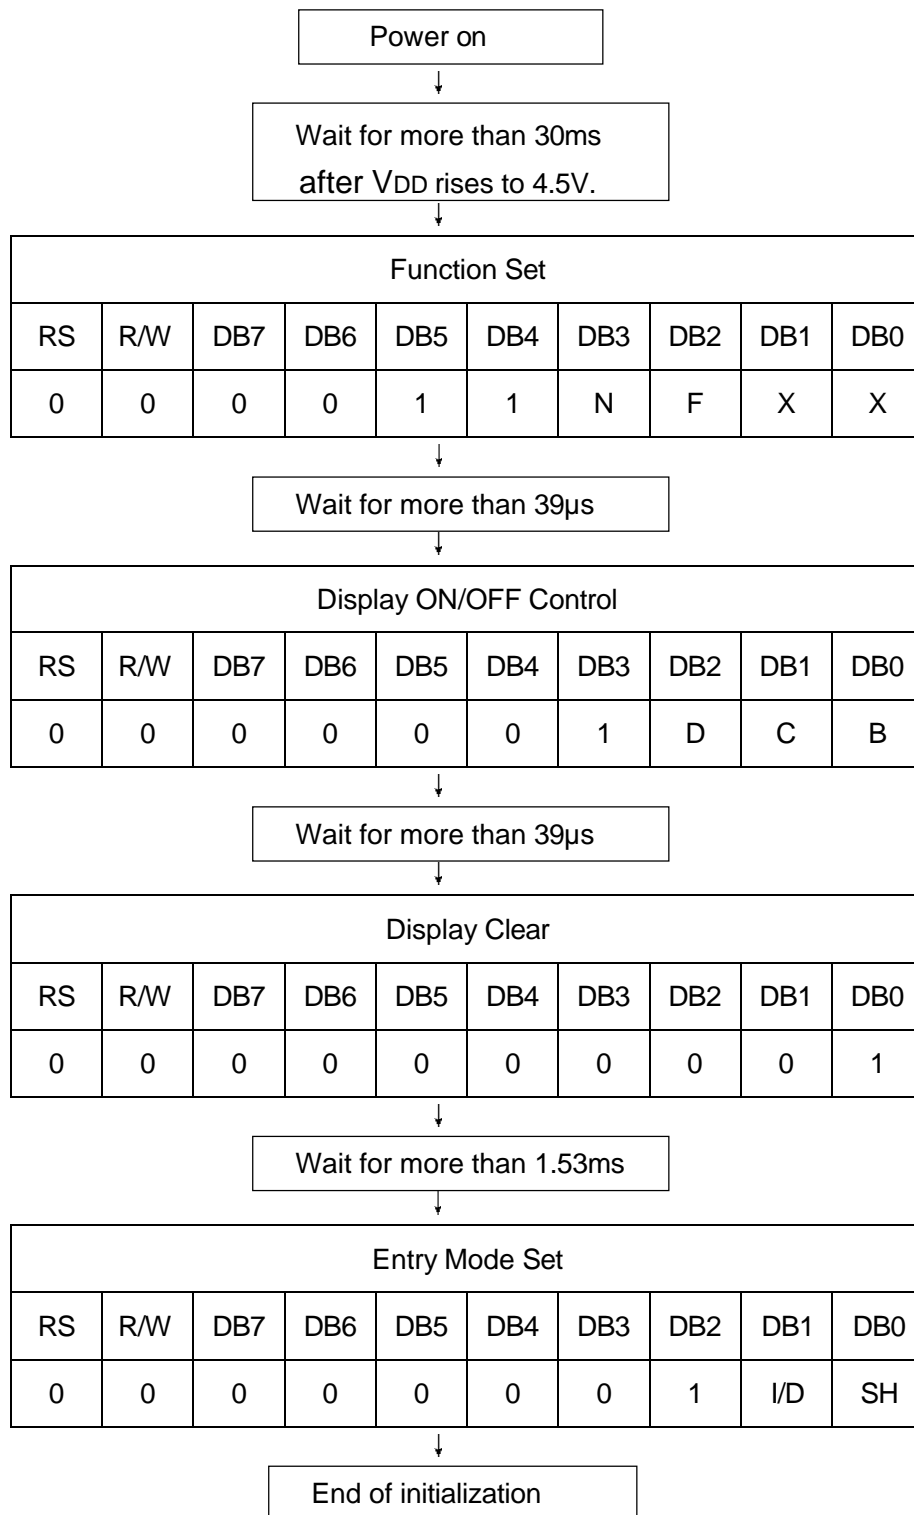 Power on
Wait for more than 30ms
after VDD rises to 4.5V.
Function Set
RS R/W DB7 DB6 DB5 DB4 DB3 DB2 DB1 DB0
0 0 0 0 1 1 N F X X
Wait for more than 39µs
Display ON/OFF Control
RS R/W DB7 DB6 DB5 DB4 DB3 DB2 DB1 DB0
0 0 0 0 0 0 1 D C B
Wait for more than 39µs
Display Clear
RS R/W DB7 DB6 DB5 DB4 DB3 DB2 DB1 DB0
0 0 0 0 0 0 0 0 0 1
Wait for more than 1.53ms
Entry Mode Set
RS R/W DB7 DB6 DB5 DB4 DB3 DB2 DB1 DB0
0 0 0 0 0 0 0 1 I/D SH
End of initialization